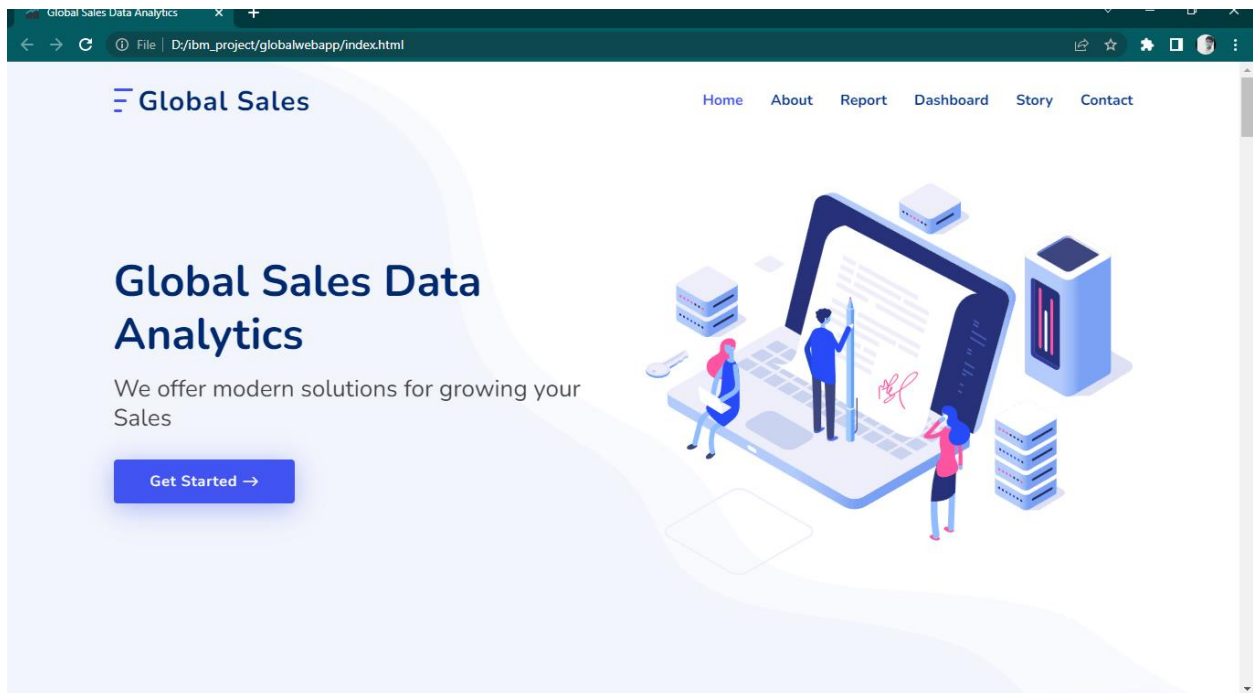 Global Sales Data Analytics
File D:/ibm_project/globalwebapp/index.html
Global Sales
Home About Report Dashboard Story Contact
Global Sales Data
Analytics
We offer modern solutions for growing your
Sales
Get Started →